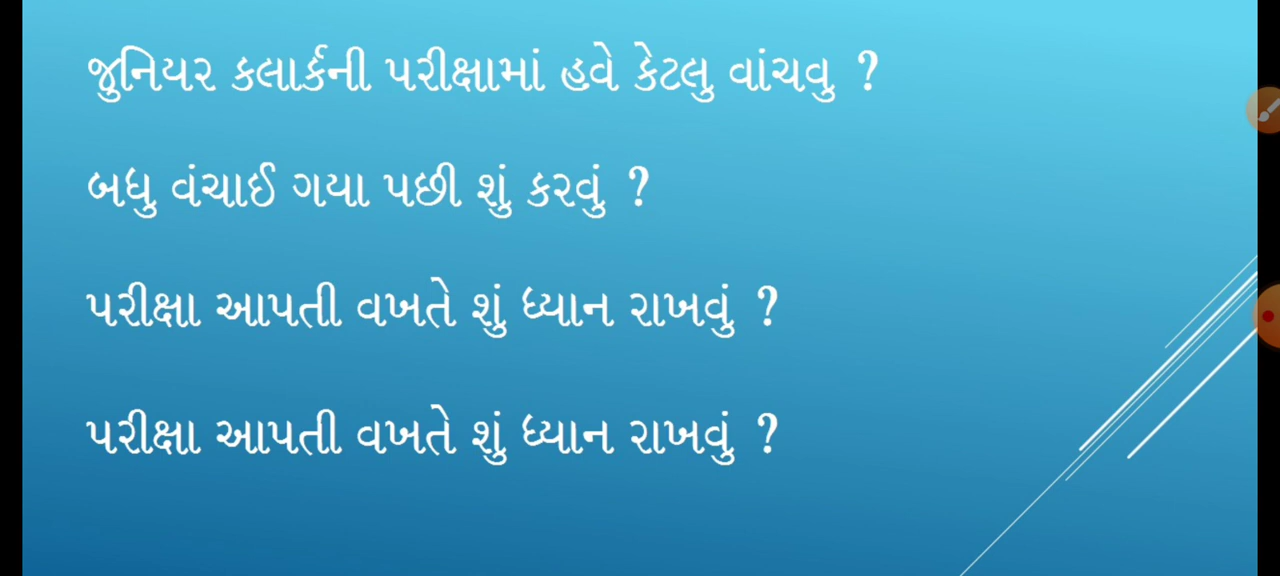 જુનિયર કલાર્કની પરીક્ષામાં હવે કેટલુ વાંચવુ ?
બધુ વંચાઈ ગયા પછી શું કરવું ?
પરીક્ષા આપતી વખતે શું ધ્યાન રાખવું ?
પરીક્ષા આપતી વખતે શું ધ્યાન રાખવું ?